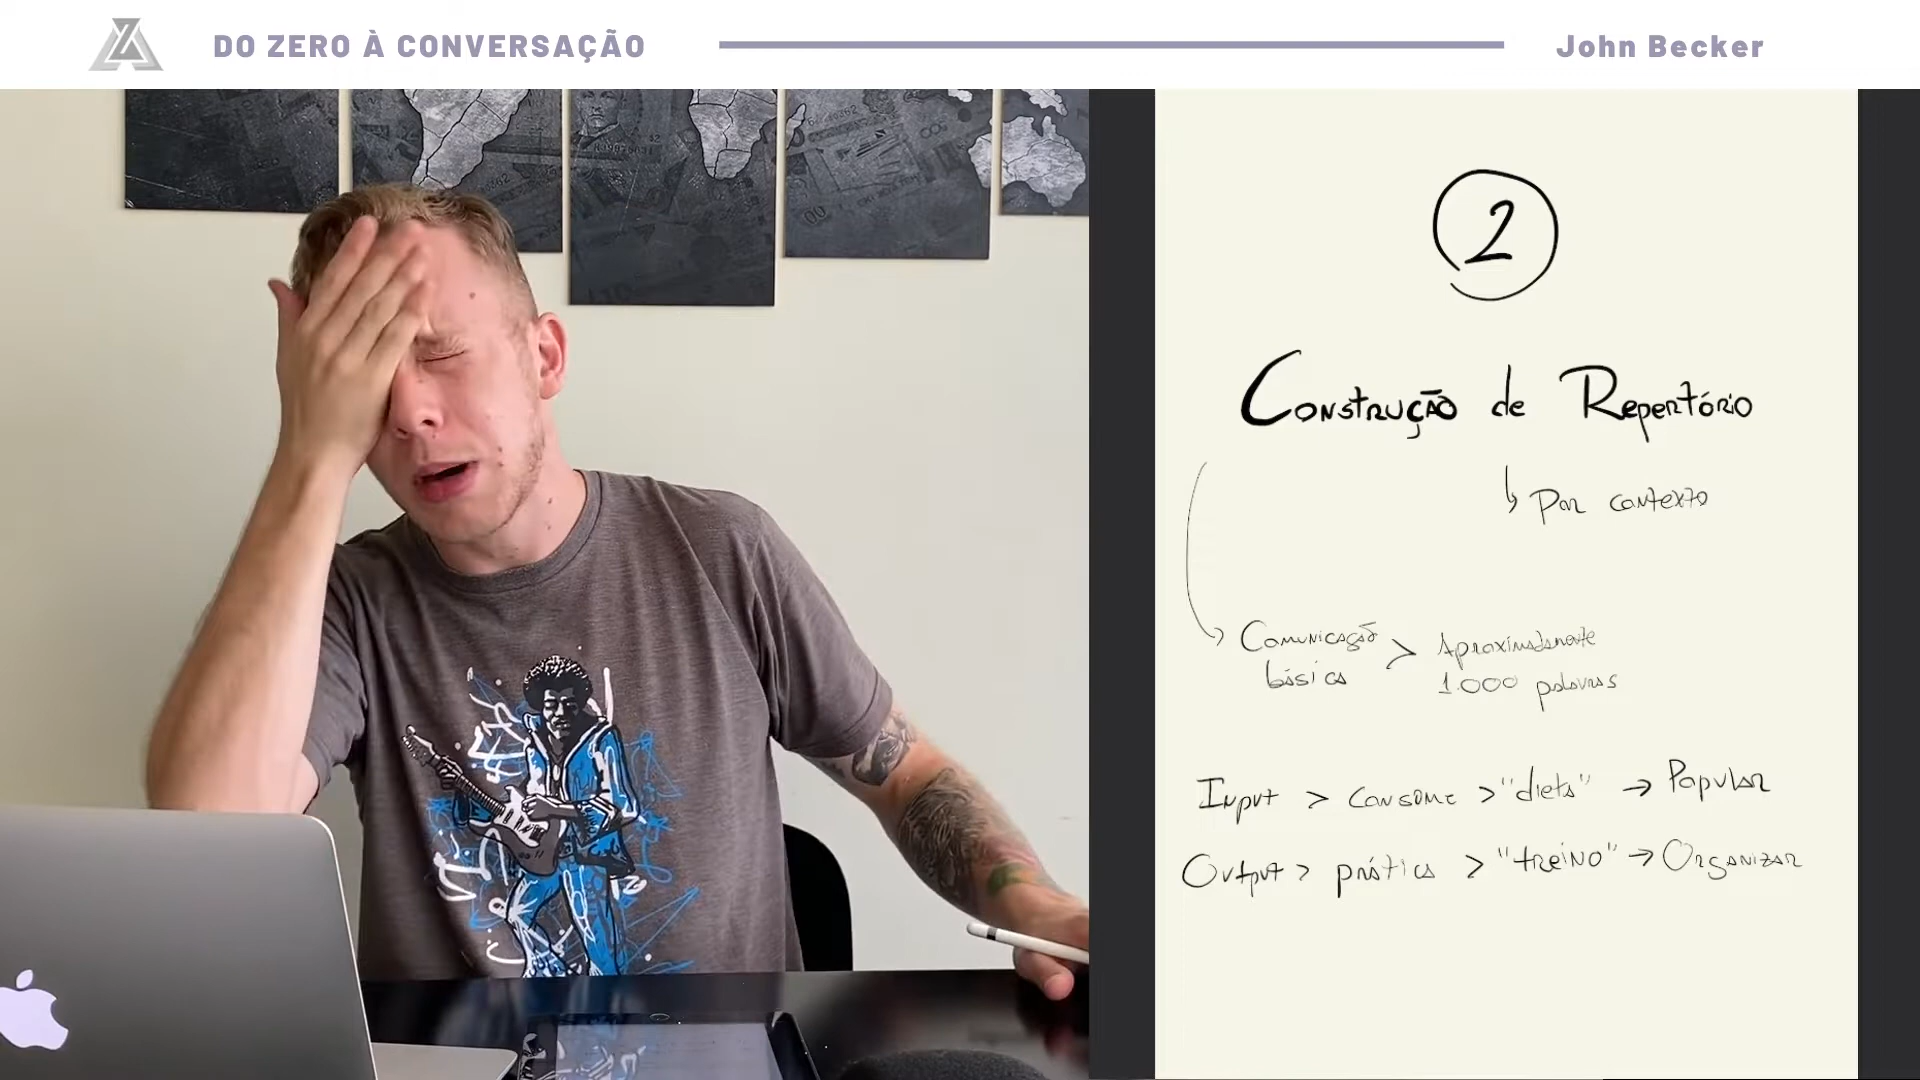 DO ZERO À CONVERSAÇÃO
John Becker
2
Construção de Repertório
↳ Por contexto
Comunicação básica > Aproximadamente 1.000 palavras
Input > Consome > "dieta" → Popular
Output > prática > "treino" → Organizar